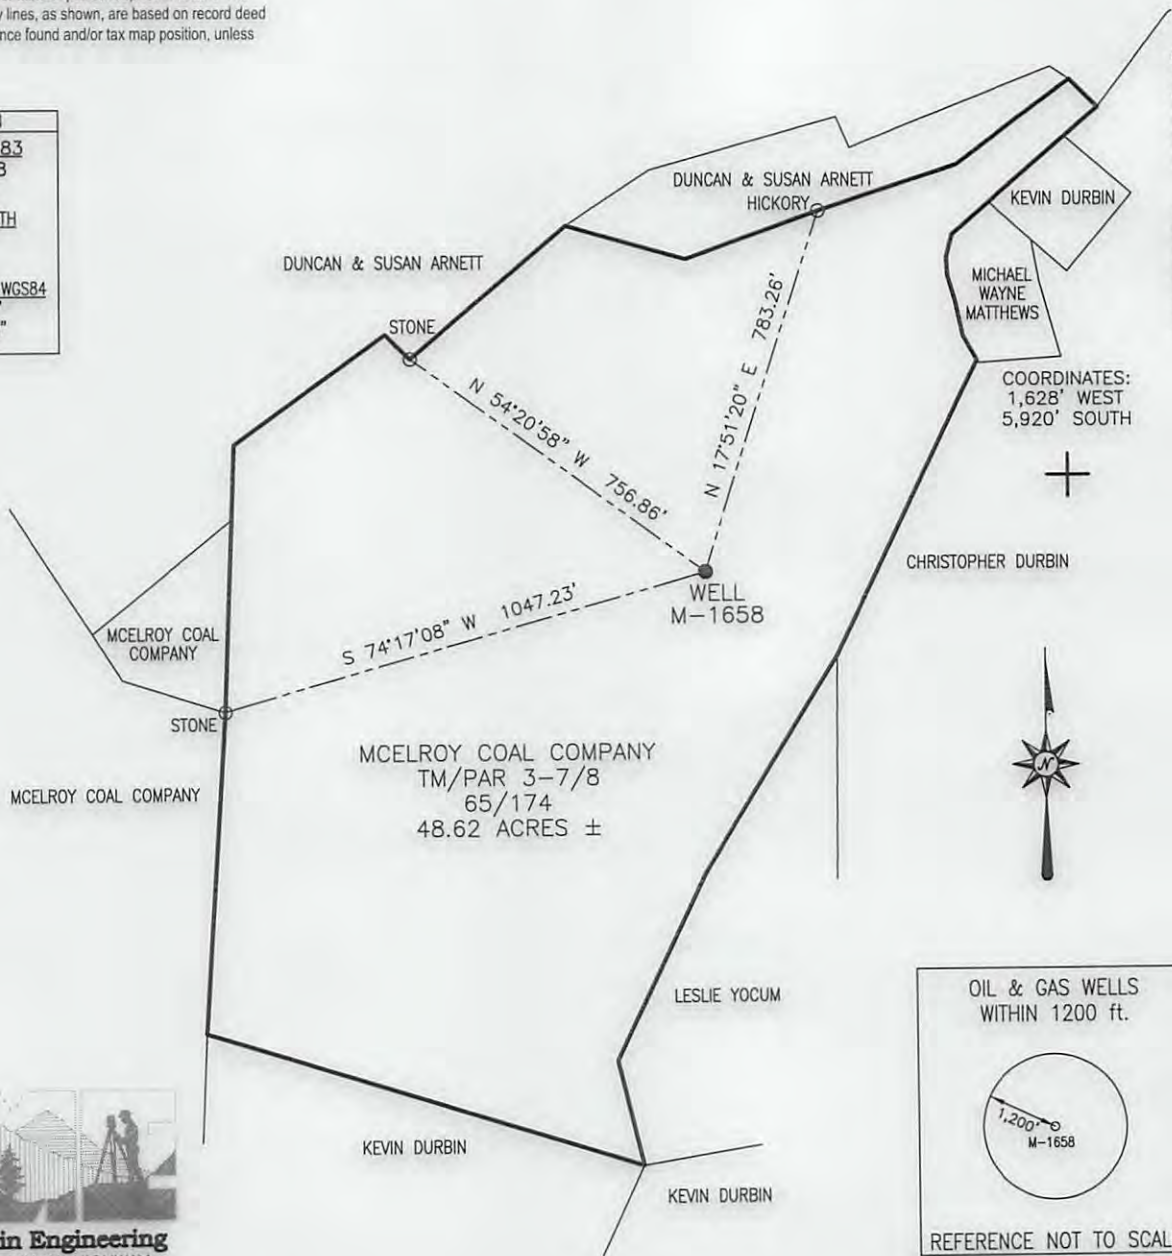 lines, as shown, are based on record deed
found and/or tax map position, unless
83
TH
WGS84
DUNCAN & SUSAN ARNETT
HICKORY
KEVIN DURBIN
DUNCAN & SUSAN ARNETT
MICHAEL
WAYNE
MATTHEWS
STONE
N 54°20'58" W 756.86'
N 17°51'20" E 783.26'
COORDINATES:
1,628' WEST
5,920' SOUTH
CHRISTOPHER DURBIN
WELL
M-1658
S 74°17'08" W 1047.23'
MCELROY COAL
COMPANY
STONE
MCELROY COAL COMPANY
MCELROY COAL COMPANY
TM/PAR 3-7/8
65/174
48.62 ACRES ±
N
LESLIE YOCUM
OIL & GAS WELLS
WITHIN 1200 ft.
1,200'
M-1658
KEVIN DURBIN
KEVIN DURBIN
in Engineering
REFERENCE NOT TO SCAL